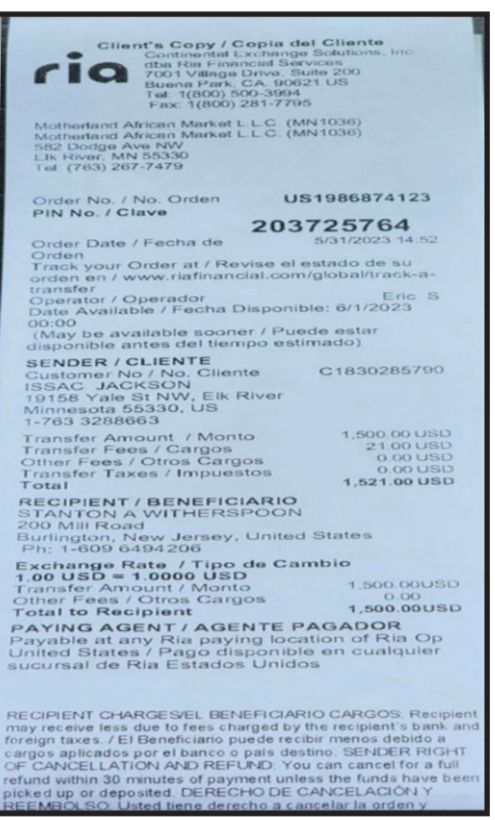 Client's Copy / Copia del Cliente
ria
Continental Exchange Solutions, Inc.
dba Ria Financial Services
7001 Village Drive, Suite 200
Buena Park, CA. 90621 US
Tel: 1(800) 500-3994
Fax: 1(800) 281-7795
Motherland African Market L.L.C. (MN1036)
Motherland African Market L.L.C. (MN1036)
582 Dodge Ave NW
Elk River, MN 55330
Tel: (763) 267-7479
Order No. / No. Orden US1986874123
PIN No. / Clave
203725764
Order Date / Fecha de 5/31/2023 14:52
Orden
Track your Order at / Revise el estado de su
orden en / www.riafinancial.com/global/track-a-
transfer
Operator / Operador Eric S
Date Available / Fecha Disponible: 6/1/2023
00:00
(May be available sooner / Puede estar
disponible antes del tiempo estimado)
SENDER / CLIENTE
Customer No / No. Cliente C1830285790
ISSAC JACKSON
19158 Yale St NW, Elk River
Minnesota 55330, US
1-763 3288663
Transfer Amount / Monto 1,500.00 USD
Transfer Fees / Cargos 21.00 USD
Other Fees / Otros Cargos 0.00 USD
Transfer Taxes / Impuestos 0.00 USD
Total 1,521.00 USD
RECIPIENT / BENEFICIARIO
STANTON A WITHERSPOON
200 Mill Road
Burlington, New Jersey, United States
Ph: 1-609 6494206
Exchange Rate / Tipo de Cambio
1.00 USD = 1.0000 USD
Transfer Amount / Monto 1,500.00USD
Other Fees / Otros Cargos 0.00
Total to Recipient 1,500.00USD
PAYING AGENT / AGENTE PAGADOR
Payable at any Ria paying location of Ria Op
United States / Pago disponible en cualquier
sucursal de Ria Estados Unidos
RECIPIENT CHARGES/EL BENEFICIARIO CARGOS: Recipient
may receive less due to fees charged by the recipient's bank and
foreign taxes. / El Beneficiario puede recibir menos debido a
cargos aplicados por el banco o pais destino. SENDER RIGHT
OF CANCELLATION AND REFUND: You can cancel for a full
refund within 30 minutes of payment unless the funds have been
picked up or deposited. DERECHO DE CANCELACIÓN Y
REEMBOLSO: Usted tiene derecho a cancelar la orden y